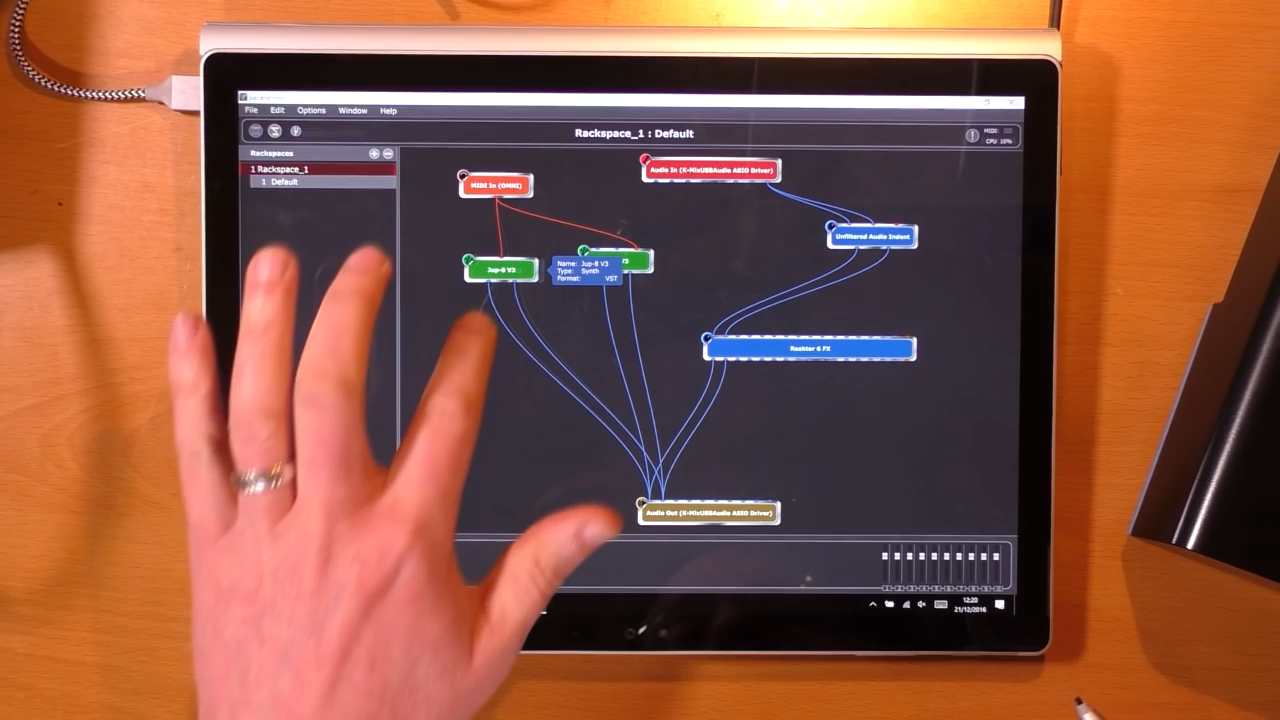 File Edit Options Window Help
Rackspace_1 : Default
MIDI:
CPU 10%
Rackspaces
1 Rackspace_1
1 Default
MIDI In (OMNI)
Audio In (K-MixUSBAudio ASIO Driver)
Unfiltered Audio Indent
Jup-8 V3
V3
Name: Jup-8 V3
Type: Synth
Format: VST
Reaktor 6 FX
Audio Out (K-MixUSBAudio ASIO Driver)
12:20
21/12/2016